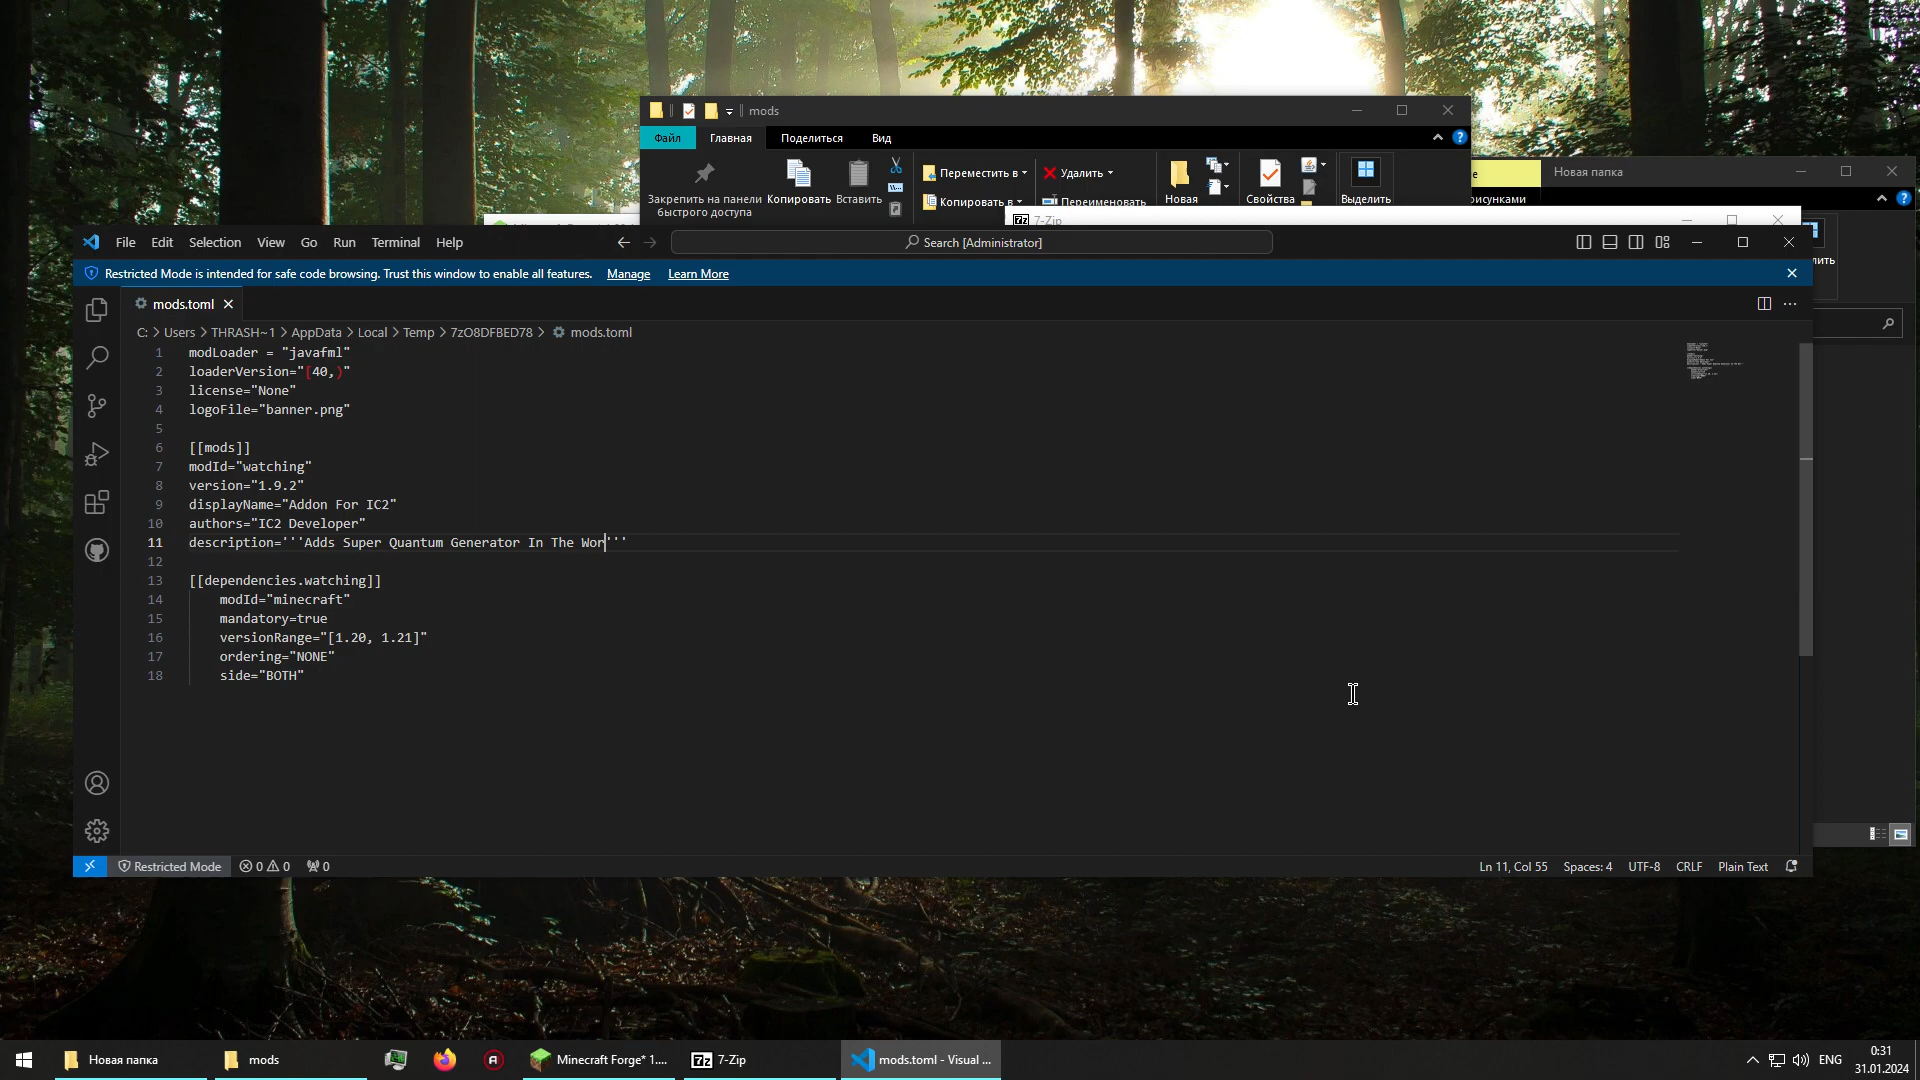 mods
Файл Главная Поделиться Вид
Закрепить на панели быстрого доступа
Копировать
Вставить
Переместить в
Копировать в
Удалить
Переименовать
Новая
Свойства
Выделить
Новая папка
7-Zip
File Edit Selection View Go Run Terminal Help
Search [Administrator]
Restricted Mode is intended for safe code browsing. Trust this window to enable all features. Manage Learn More
mods.toml
C: > Users > THRASH~1 > AppData > Local > Temp > 7zO8DFBED78 > mods.toml
1 modLoader = "javafml"
2 loaderVersion="[40,)"
3 license="None"
4 logoFile="banner.png"
5
6 [[mods]]
7 modId="watching"
8 version="1.9.2"
9 displayName="Addon For IC2"
10 authors="IC2 Developer"
11 description='''Adds Super Quantum Generator In The Wor'''
12
13 [[dependencies.watching]]
14 modId="minecraft"
15 mandatory=true
16 versionRange="[1.20, 1.21]"
17 ordering="NONE"
18 side="BOTH"
Restricted Mode 0 0 0
Ln 11, Col 55 Spaces: 4 UTF-8 CRLF Plain Text
Новая папка
mods
Minecraft Forge* 1....
7-Zip
mods.toml - Visual ...
ENG
0:31
31.01.2024